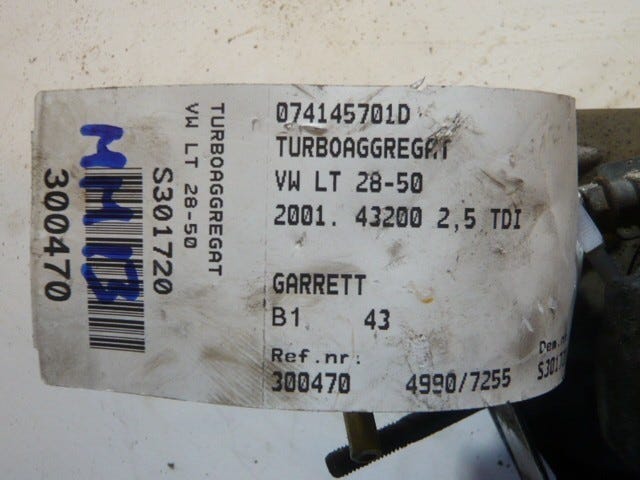 074145701D
TURBOAGGREGAT
VW LT 28-50
2001. 43200 2,5 TDI
GARRETT
B1 43
Ref.nr:
300470 4990/7255
TURBOAGGREGAT
VW LT 28-50
S301720
300470